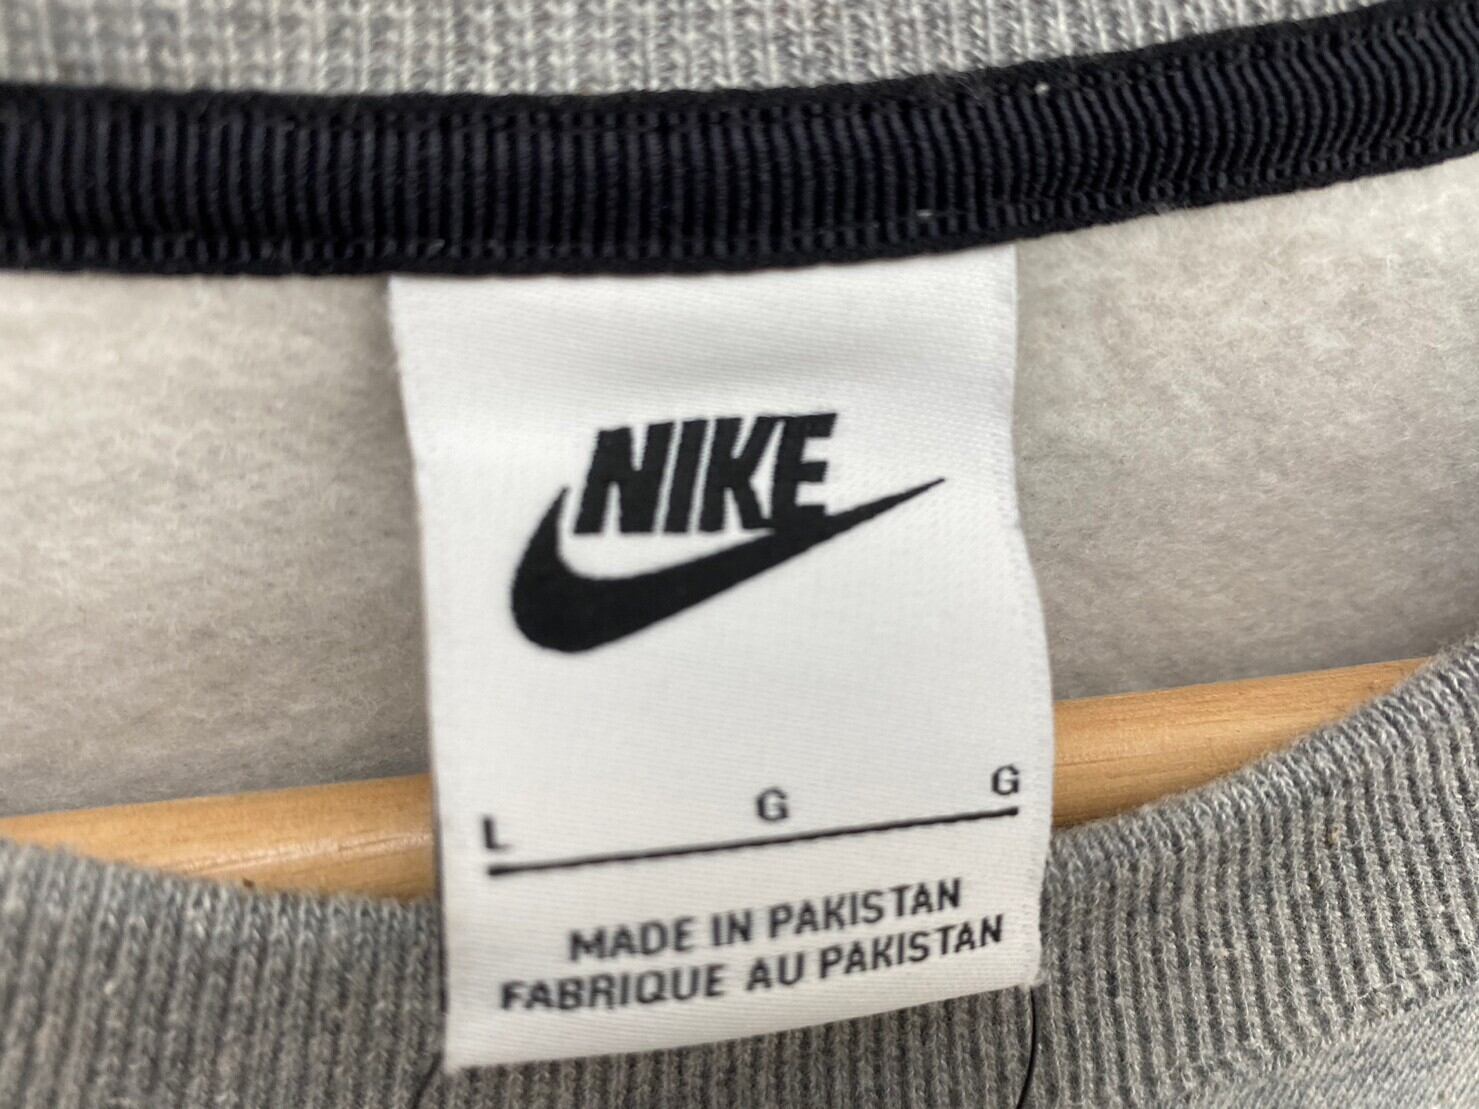 NIKE
L G G
MADE IN PAKISTAN
FABRIQUE AU PAKISTAN